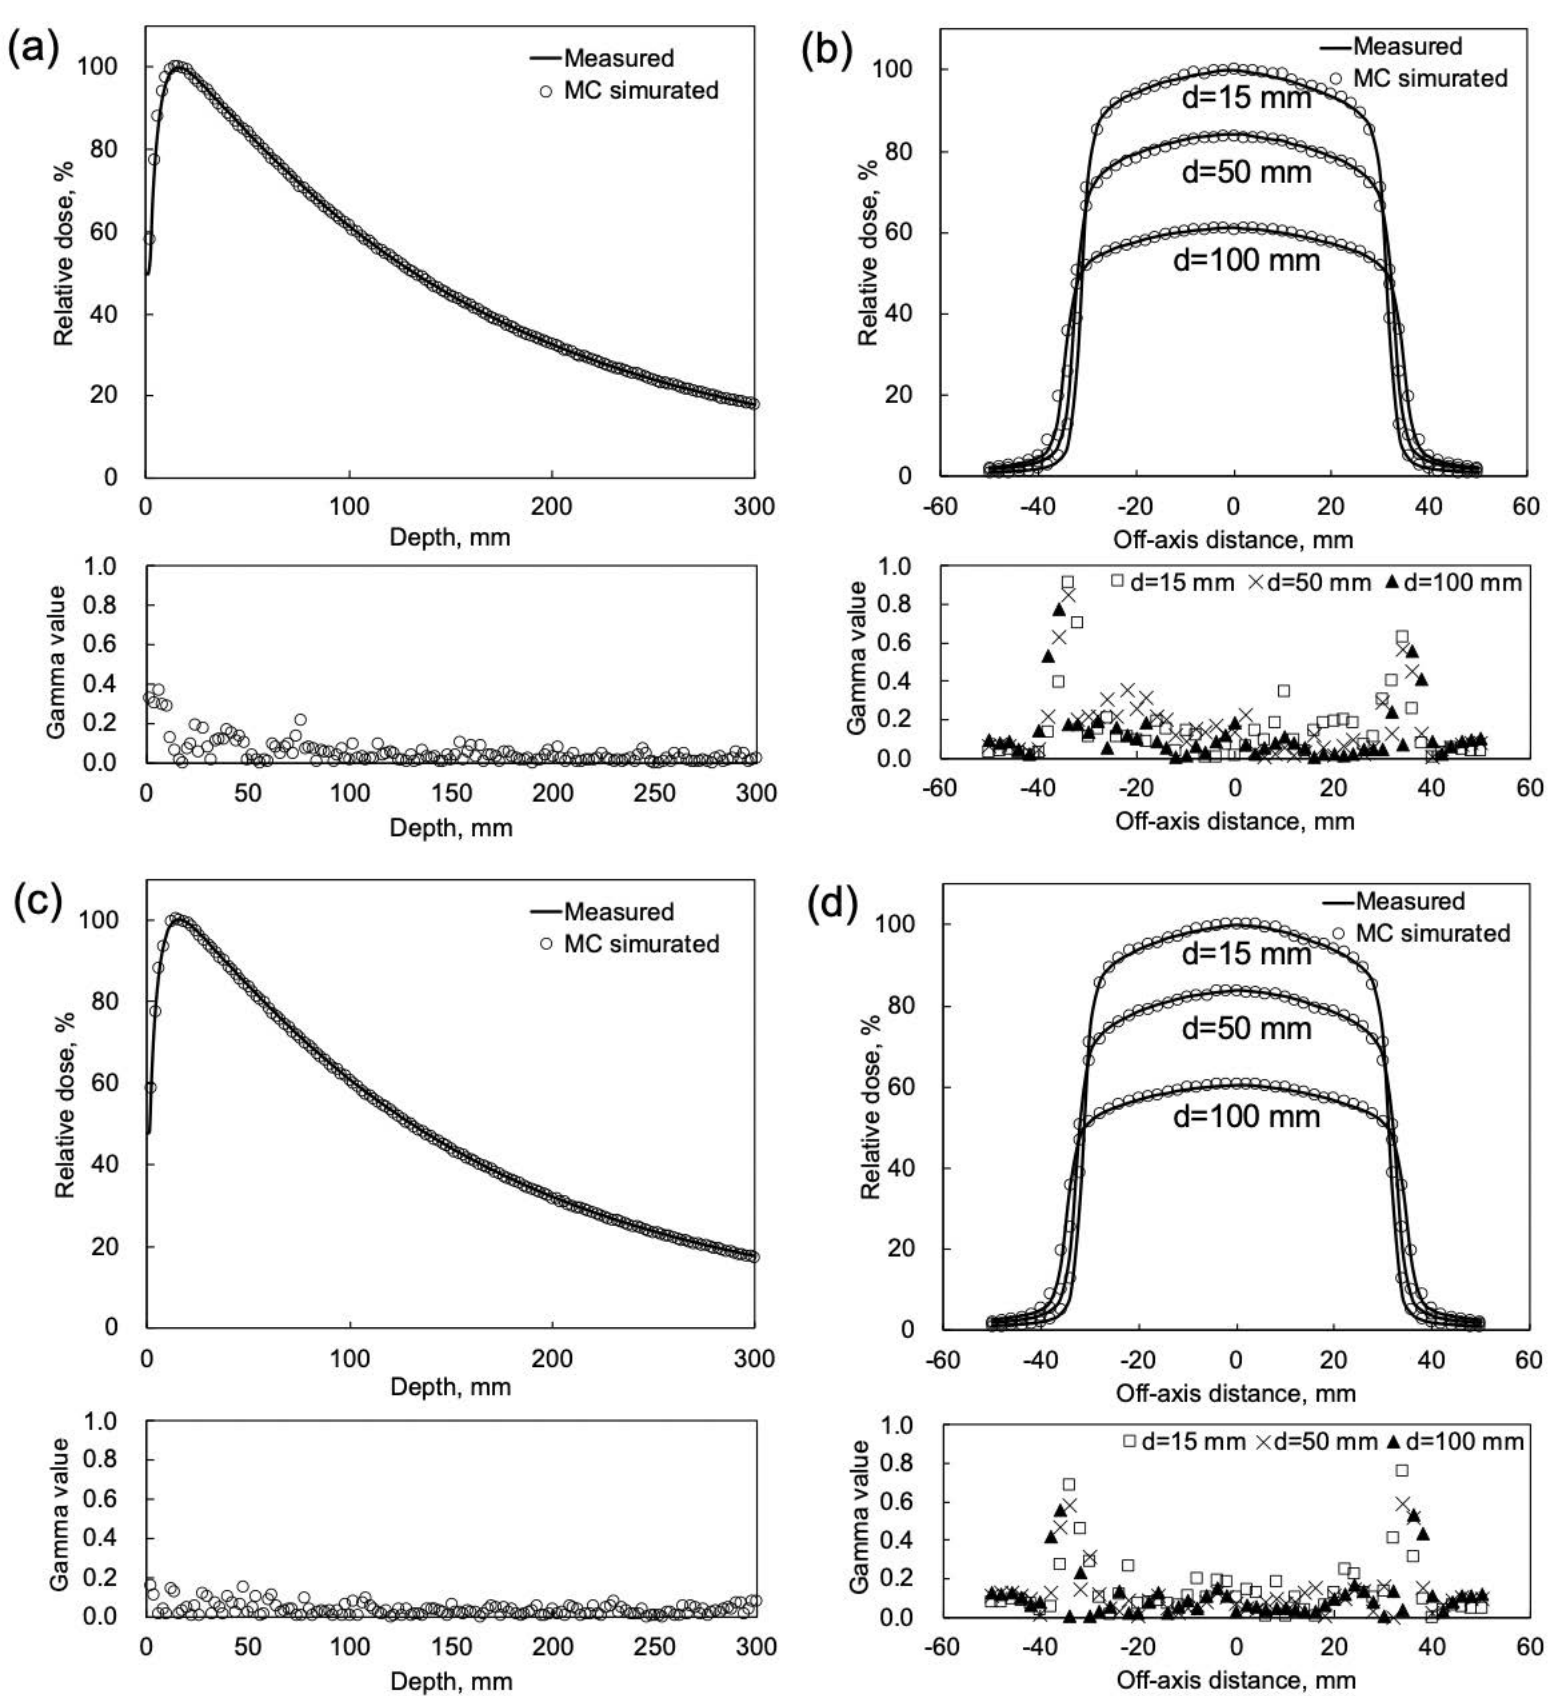 (a)
Measured
MC simurated
100
80
60
40
20
0
Relative dose, %
0 100 200 300
Depth, mm
1.0
0.8
0.6
0.4
0.2
0.0
Gamma value
0 50 100 150 200 250 300
Depth, mm
(b)
Measured
MC simurated
d=15 mm
d=50 mm
d=100 mm
100
80
60
40
20
0
Relative dose, %
-60 -40 -20 0 20 40 60
Off-axis distance, mm
d=15 mm d=50 mm d=100 mm
1.0
0.8
0.6
0.4
0.2
0.0
Gamma value
-60 -40 -20 0 20 40 60
Off-axis distance, mm
(c)
Measured
MC simurated
100
80
60
40
20
0
Relative dose, %
0 100 200 300
Depth, mm
1.0
0.8
0.6
0.4
0.2
0.0
Gamma value
0 50 100 150 200 250 300
Depth, mm
(d)
Measured
MC simurated
d=15 mm
d=50 mm
d=100 mm
100
80
60
40
20
0
Relative dose, %
-60 -40 -20 0 20 40 60
Off-axis distance, mm
d=15 mm d=50 mm d=100 mm
1.0
0.8
0.6
0.4
0.2
0.0
Gamma value
-60 -40 -20 0 20 40 60
Off-axis distance, mm